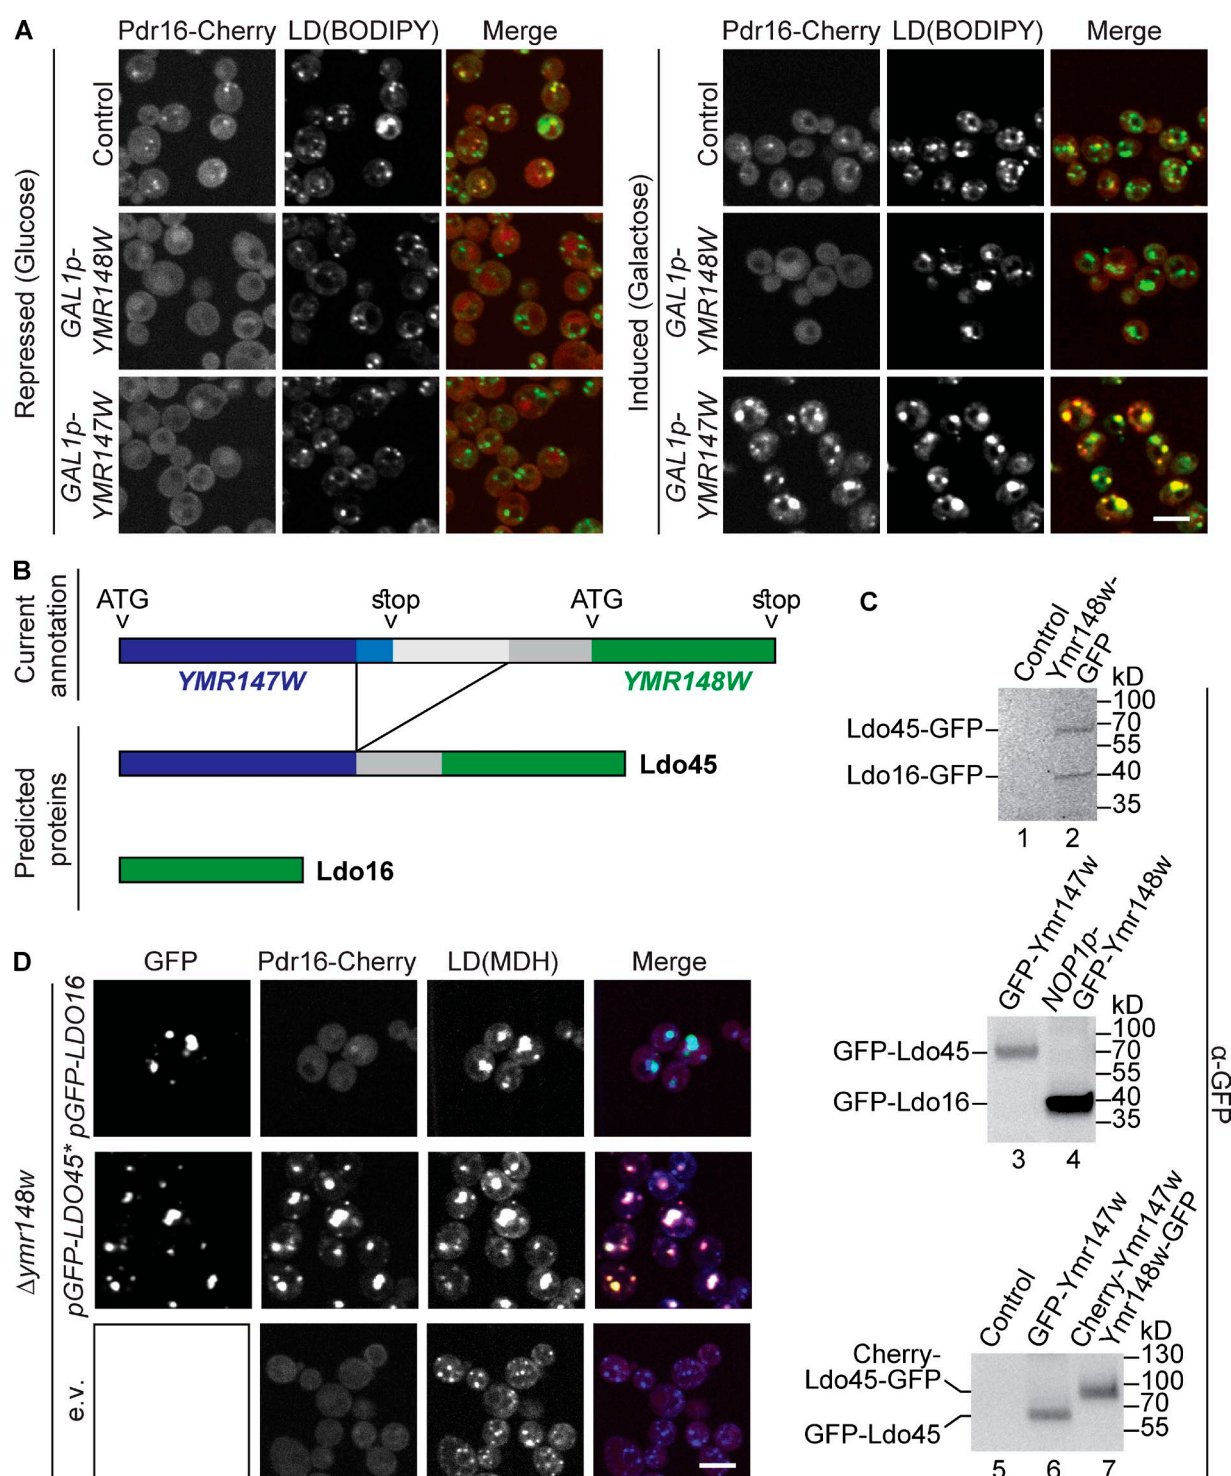 A
Pdr16-Cherry LD(BODIPY) Merge
Pdr16-Cherry LD(BODIPY) Merge
Repressed (Glucose)
Control
GAL1p-
YMR148W
GAL1p-
YMR147W
Induced (Galactose)
Control
GAL1p-
YMR148W
GAL1p-
YMR147W
B
Current
annotation
ATG stop ATG stop
YMR147W YMR148W
Predicted
proteins
Ldo45
Ldo16
C
Control
Ymr148w-
GFP
kD
100
70
55
40
35
Ldo45-GFP
Ldo16-GFP
1 2
GFP-Ymr147w
NOP1p-
GFP-Ymr148w
kD
100
70
55
40
35
GFP-Ldo45
GFP-Ldo16
3 4
α-GFP
Control
GFP-Ymr147w
Cherry-Ymr147w
Ymr148w-GFP
kD
130
100
70
55
Cherry-
Ldo45-GFP
GFP-Ldo45
5 6 7
D
GFP Pdr16-Cherry LD(MDH) Merge
Δymr148w
pGFP-LDO16
pGFP-LDO45*
e.v.